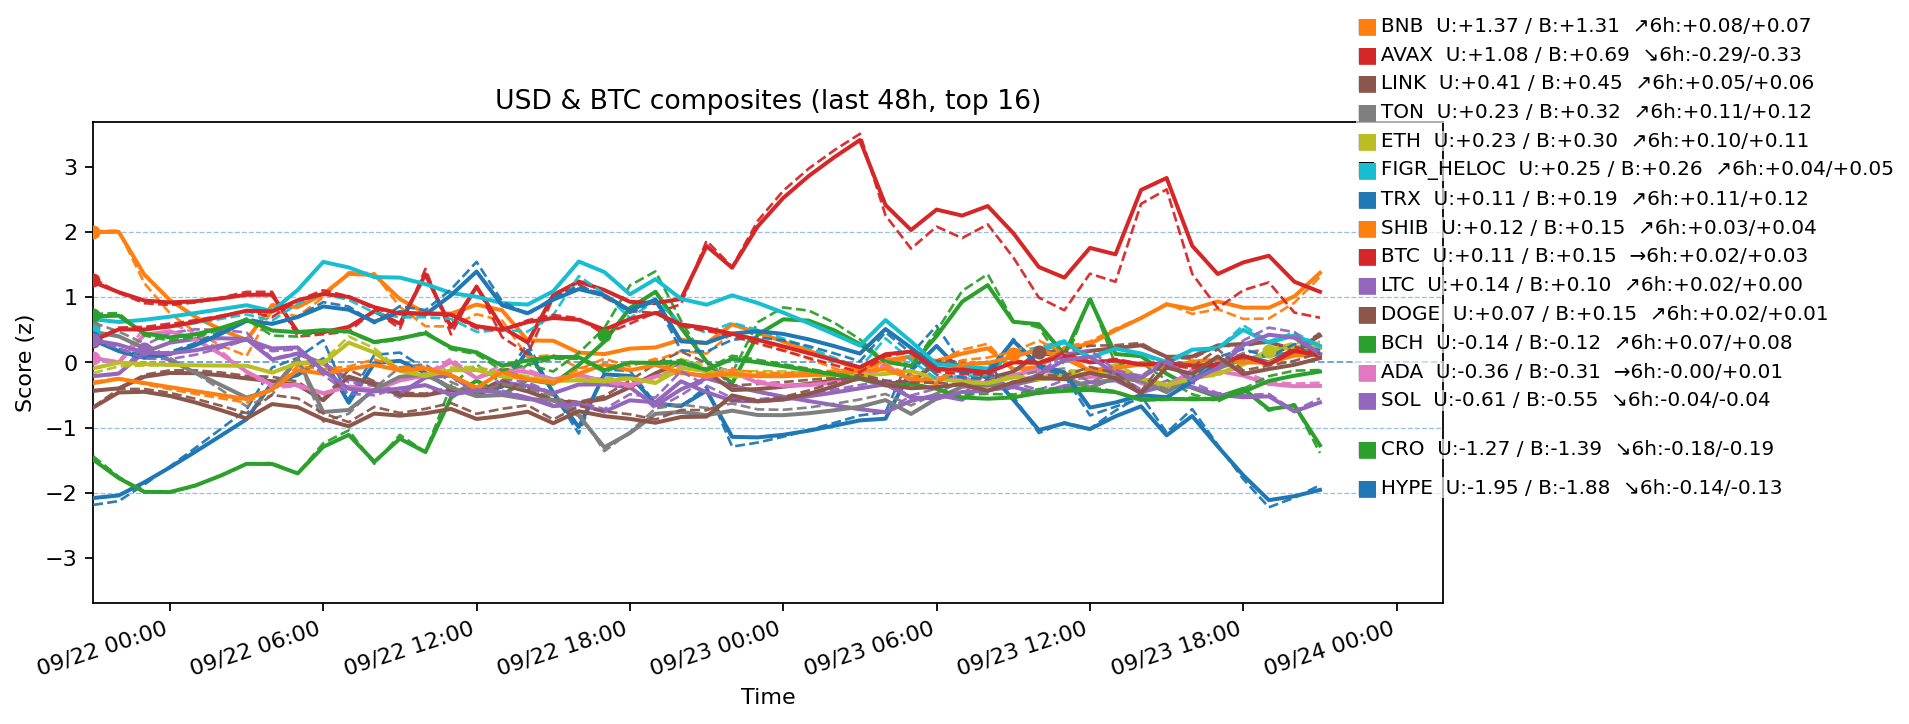 USD & BTC composites (last 48h, top 16)
BNB U:+1.37 / B:+1.31 ↗6h:+0.08/+0.07
AVAX U:+1.08 / B:+0.69 ↘6h:-0.29/-0.33
LINK U:+0.41 / B:+0.45 ↗6h:+0.05/+0.06
TON U:+0.23 / B:+0.32 ↗6h:+0.11/+0.12
ETH U:+0.23 / B:+0.30 ↗6h:+0.10/+0.11
FIGR_HELOC U:+0.25 / B:+0.26 ↗6h:+0.04/+0.05
TRX U:+0.11 / B:+0.19 ↗6h:+0.11/+0.12
SHIB U:+0.12 / B:+0.15 ↗6h:+0.03/+0.04
BTC U:+0.11 / B:+0.15 →6h:+0.02/+0.03
LTC U:+0.14 / B:+0.10 ↗6h:+0.02/+0.00
DOGE U:+0.07 / B:+0.15 ↗6h:+0.02/+0.01
BCH U:-0.14 / B:-0.12 ↗6h:+0.07/+0.08
ADA U:-0.36 / B:-0.31 →6h:-0.00/+0.01
SOL U:-0.61 / B:-0.55 ↘6h:-0.04/-0.04
CRO U:-1.27 / B:-1.39 ↘6h:-0.18/-0.19
HYPE U:-1.95 / B:-1.88 ↘6h:-0.14/-0.13
Score (z)
3
2
1
0
−1
−2
−3
09/22 00:00
09/22 06:00
09/22 12:00
09/22 18:00
09/23 00:00
09/23 06:00
09/23 12:00
09/23 18:00
09/24 00:00
Time